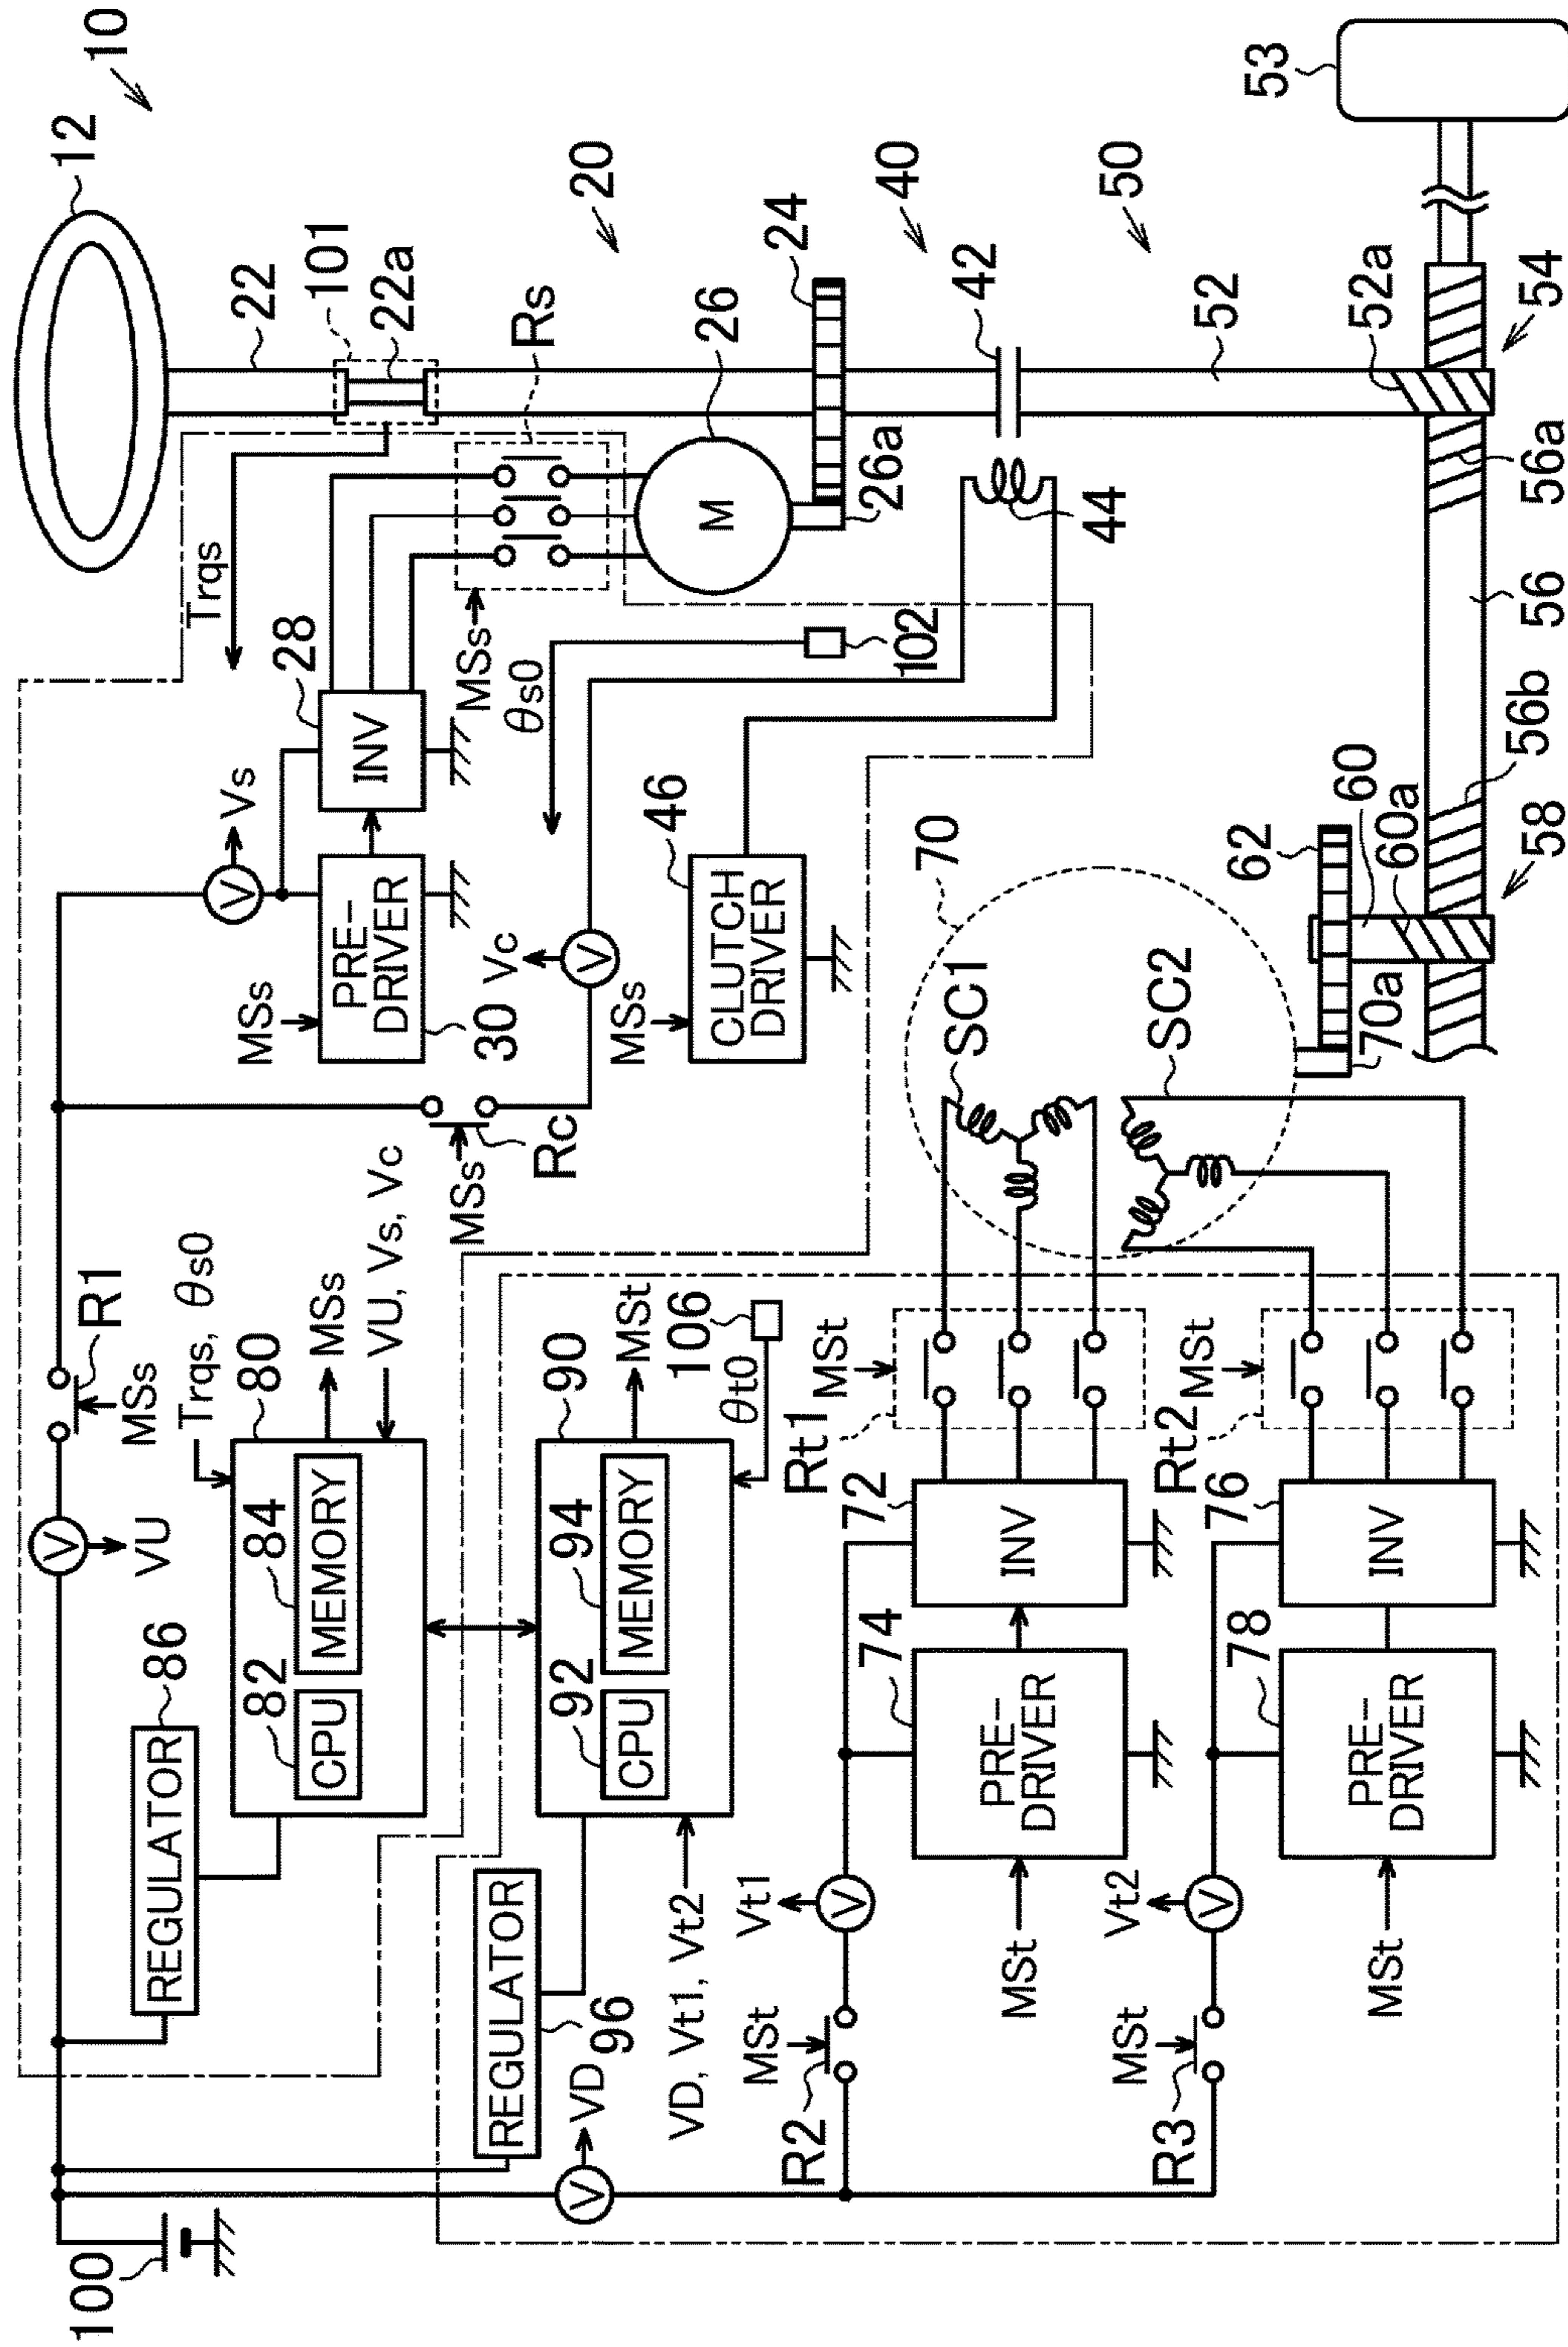 10
12
22
101
22a
Trqs
20
Rs
26
M
24
26a
40
42
44
50
52
52a
54
53
56a
56
56b
58
60a
60
62
70a
70
SC1
SC2
28
INV
MSs
θs0
102
Vs
PRE-
DRIVER
MSs
30
Vc
46
CLUTCH
DRIVER
MSs
MSs
Rc
R1
MSs
VU
Trqs, θs0
80
MSs
VU, Vs, Vc
82
CPU
84
MEMORY
86
REGULATOR
90
MSt
106
θt0
92
CPU
94
MEMORY
VD, Vt1, Vt2
REGULATOR
96
VD
V
V
V
V
V
V
V
100
MSt
R2
Vt1
74
PRE-
DRIVER
MSt
72
INV
Rt1
MSt
MSt
R3
Vt2
78
PRE-
DRIVER
MSt
76
INV
Rt2
MSt